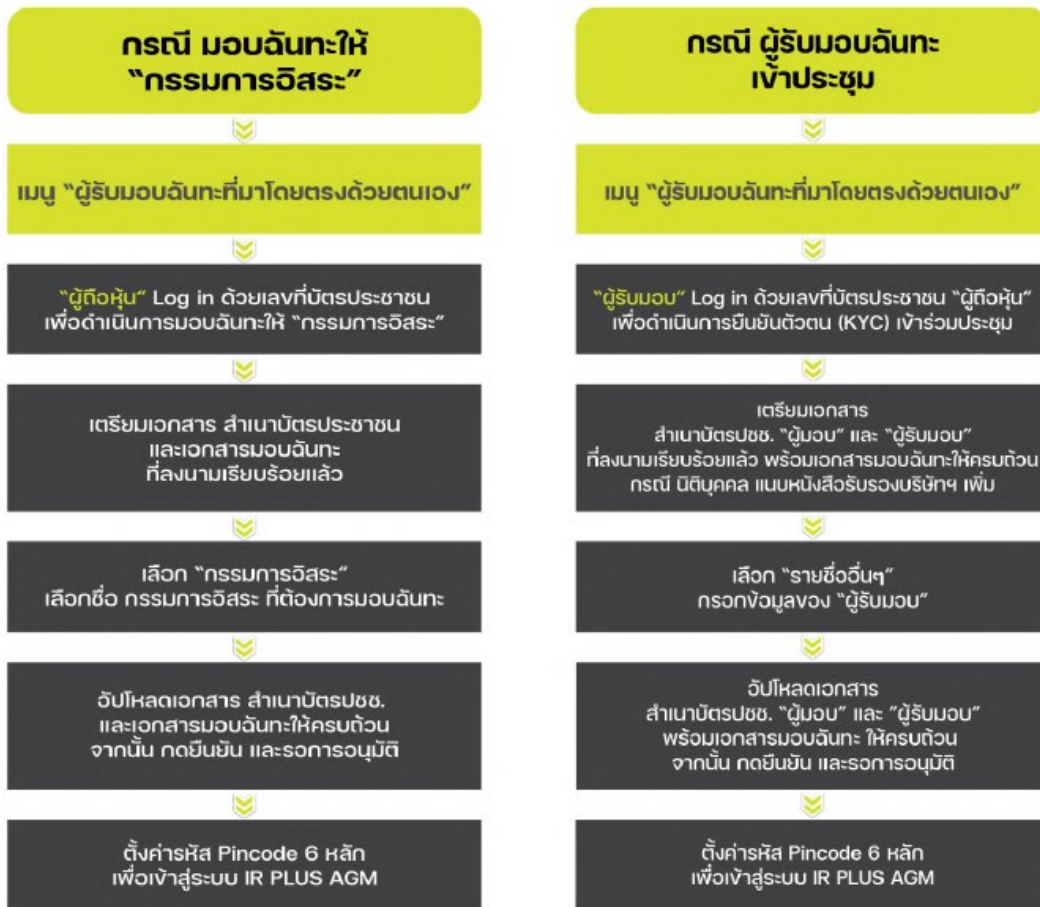 กรณี มอบฉันทะให้
“กรรมการอิสระ”
เมนู “ผู้รับมอบฉันทะที่มาโดยตรงด้วยตนเอง”
“ผู้ถือหุ้น” Log in ด้วยเลขที่บัตรประชาชน
เพื่อดำเนินการมอบฉันทะให้ “กรรมการอิสระ”
เตรียมเอกสาร สำเนาบัตรประชาชน
และเอกสารมอบฉันทะ
ที่ลงนามเรียบร้อยแล้ว
เลือก “กรรมการอิสระ”
เลือกชื่อ กรรมการอิสระ ที่ต้องการมอบฉันทะ
อัปโหลดเอกสาร สำเนาบัตรปชช.
และเอกสารมอบฉันทะให้ครบถ้วน
จากนั้น กดยืนยัน และรอการอนุมัติ
ตั้งค่ารหัส Pincode 6 หลัก
เพื่อเข้าสู่ระบบ IR PLUS AGM
กรณี ผู้รับมอบฉันทะ
เข้าประชุม
เมนู “ผู้รับมอบฉันทะที่มาโดยตรงด้วยตนเอง”
“ผู้รับมอบ” Log in ด้วยเลขที่บัตรประชาชน “ผู้ถือหุ้น”
เพื่อดำเนินการยืนยันตัวตน (KYC) เข้าร่วมประชุม
เตรียมเอกสาร
สำเนาบัตรปชช. “ผู้มอบ” และ “ผู้รับมอบ”
ที่ลงนามเรียบร้อยแล้ว พร้อมเอกสารมอบฉันทะให้ครบถ้วน
กรณี นิติบุคคล แนบหนังสือรับรองบริษัทฯ เพิ่ม
เลือก “รายชื่ออื่นๆ”
กรอกข้อมูลของ “ผู้รับมอบ”
อัปโหลดเอกสาร
สำเนาบัตรปชช. “ผู้มอบ” และ “ผู้รับมอบ”
พร้อมเอกสารมอบฉันทะ ให้ครบถ้วน
จากนั้น กดยืนยัน และรอการอนุมัติ
ตั้งค่ารหัส Pincode 6 หลัก
เพื่อเข้าสู่ระบบ IR PLUS AGM